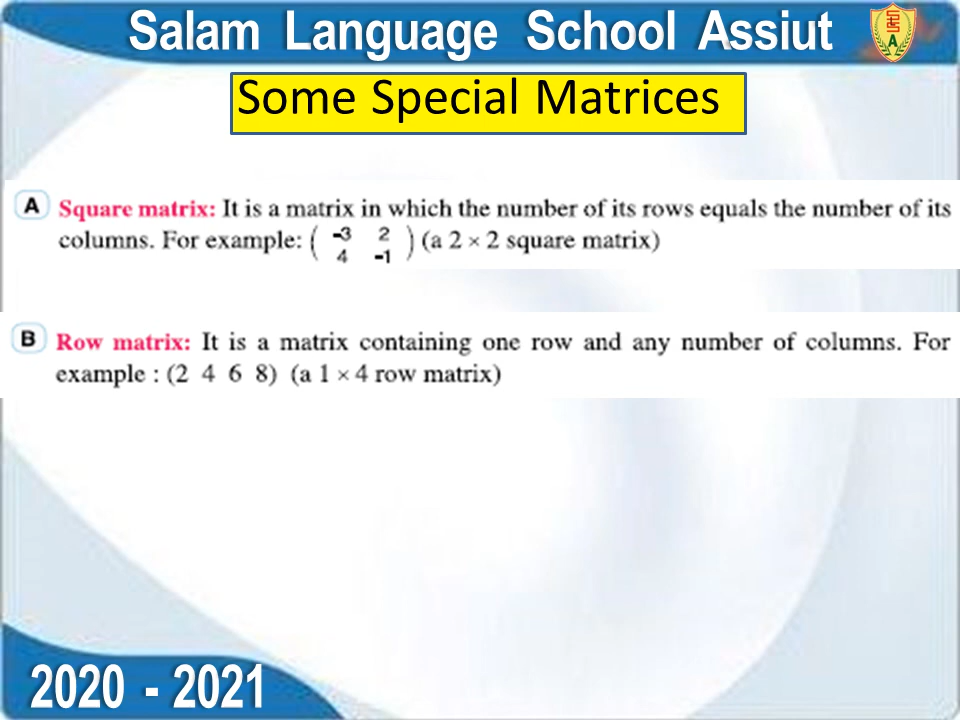 Salam Language School Assiut
A
Some Special Matrices
A Square matrix: It is a matrix in which the number of its rows equals the number of its
columns. For example: ( -3 2 ) (a 2 × 2 square matrix)
4 -1
B Row matrix: It is a matrix containing one row and any number of columns. For
example : (2 4 6 8) (a 1 × 4 row matrix)
2020 - 2021